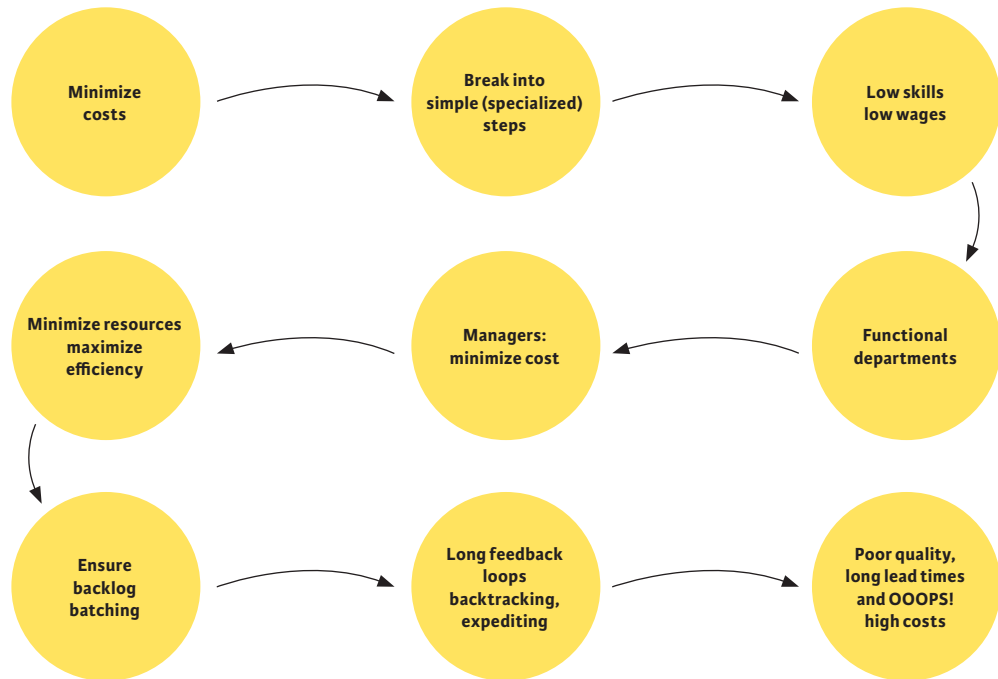 Minimize
costs
Break into
simple (specialized)
steps
Low skills
low wages
Functional
departments
Managers:
minimize cost
Minimize resources
maximize
efficiency
Ensure
backlog
batching
Long feedback
loops
backtracking,
expediting
Poor quality,
long lead times
and OOOPS!
high costs